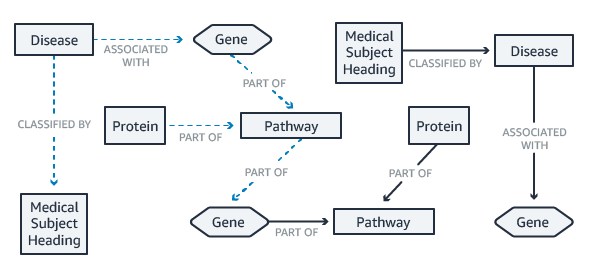 Disease
ASSOCIATED
WITH
Gene
PART OF
CLASSIFIED BY
Protein
PART OF
Pathway
PART OF
Medical
Subject
Heading
Gene
PART OF
Pathway
PART OF
Protein
Medical
Subject
Heading
CLASSIFIED BY
Disease
ASSOCIATED
WITH
Gene